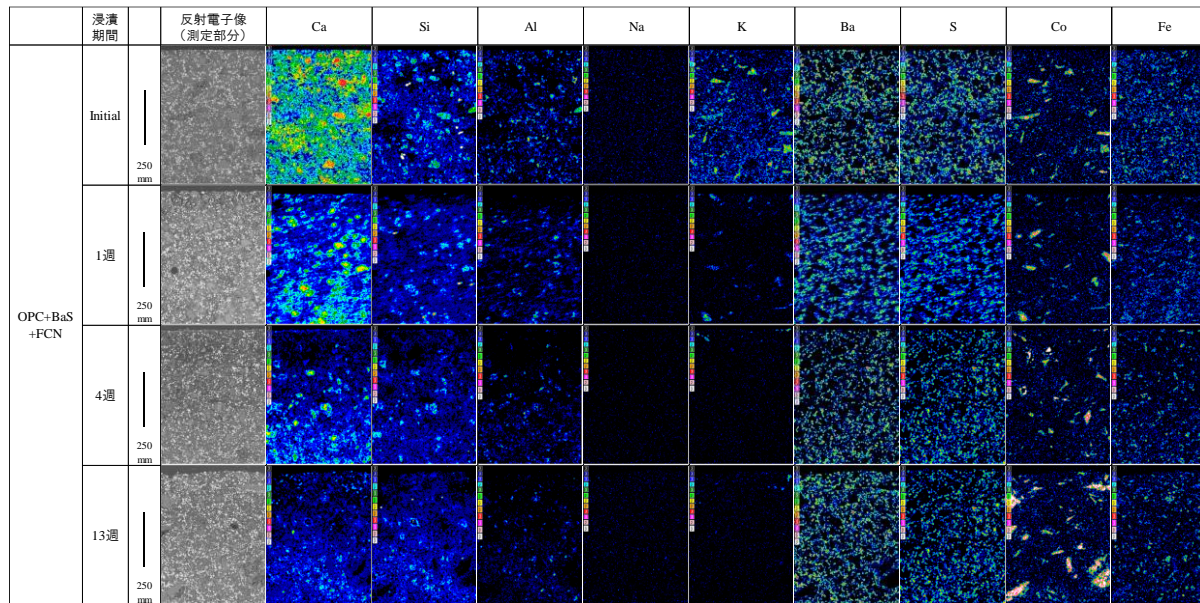 浸漬
期間
反射電子像
（測定部分）
Ca
Si
Al
Na
K
Ba
S
Co
Fe
OPC+BaS
+FCN
Initial
250
mm
1週
250
mm
4週
250
mm
13週
250
mm